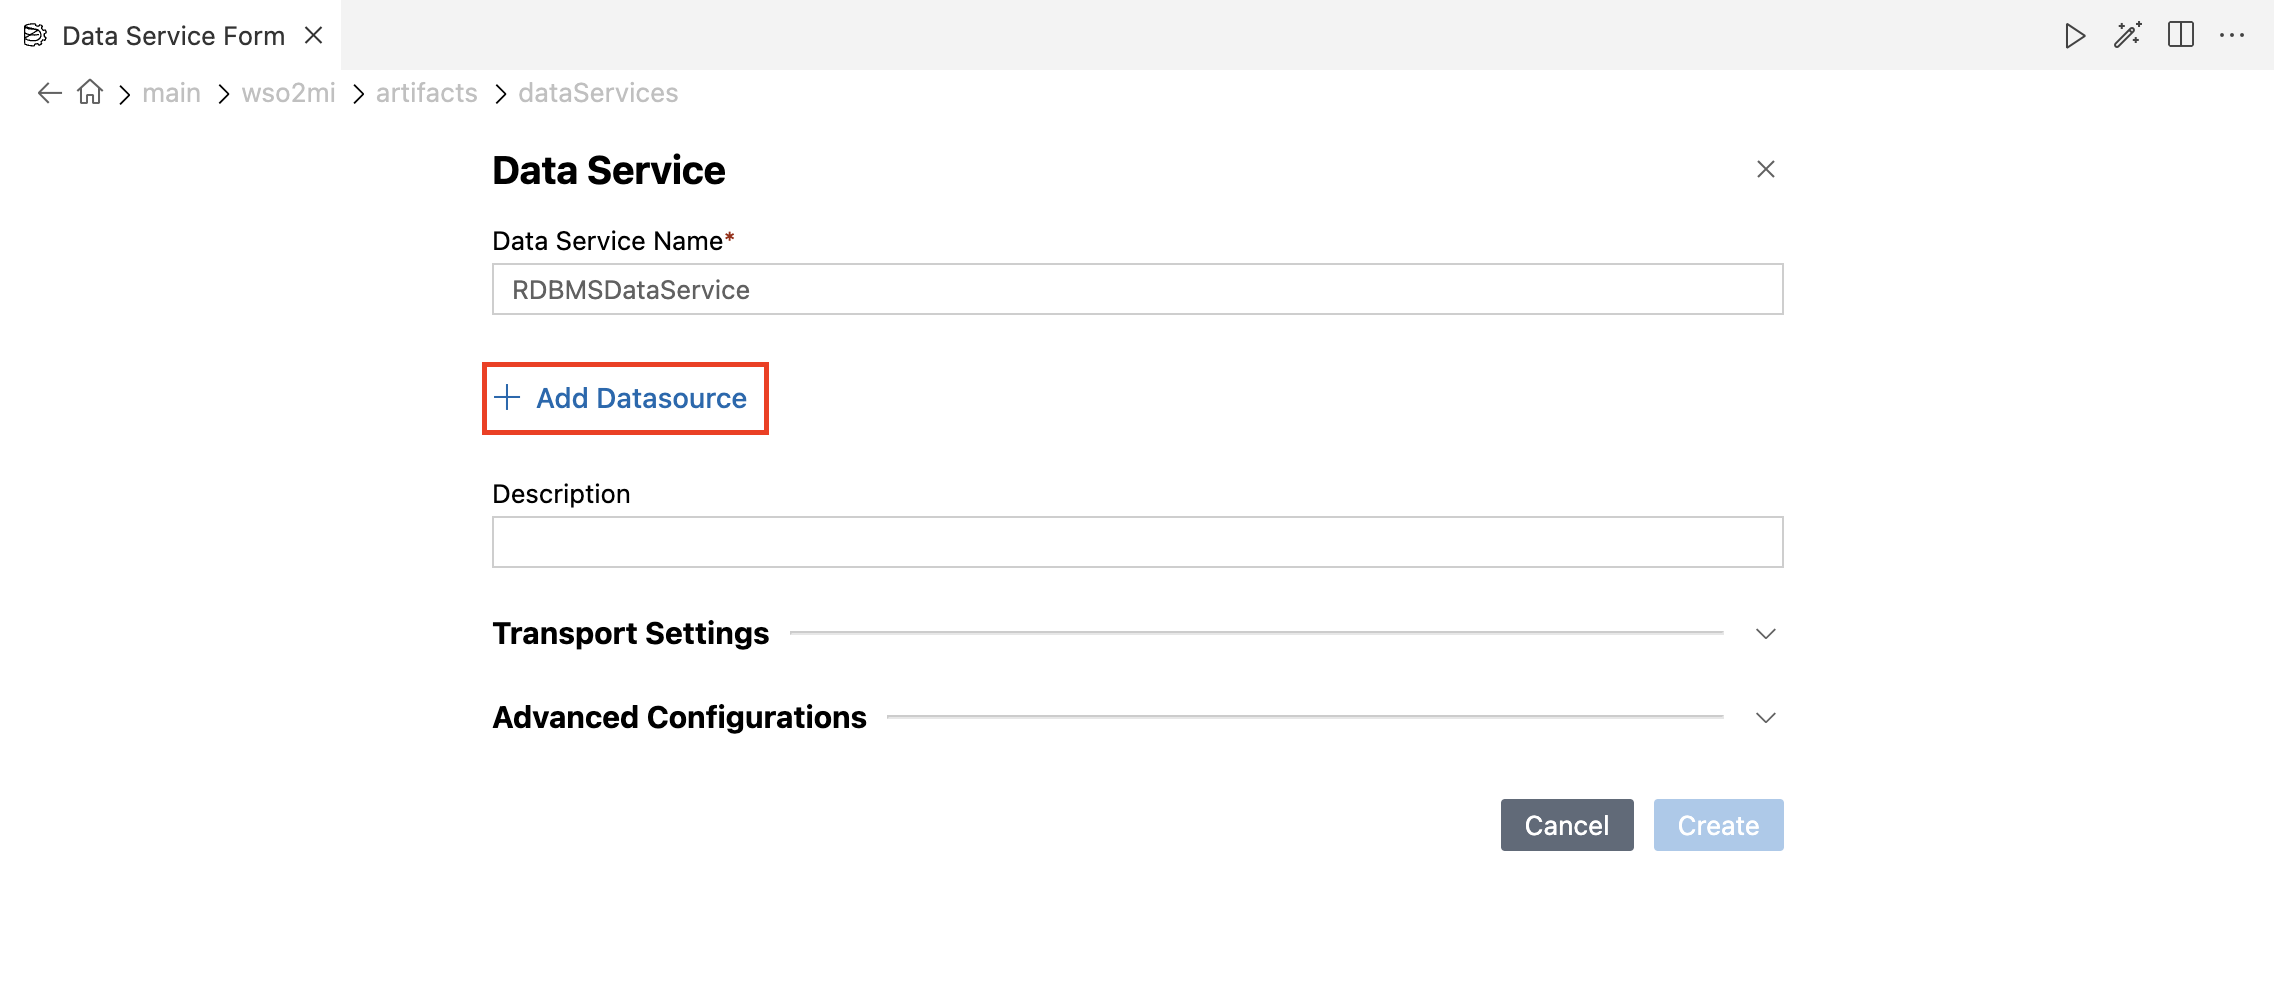 Data Service Form
main wso2mi artifacts dataServices
Data Service
Data Service Name*
RDBMSDataService
Add Datasource
Description
Transport Settings
Advanced Configurations
Cancel Create